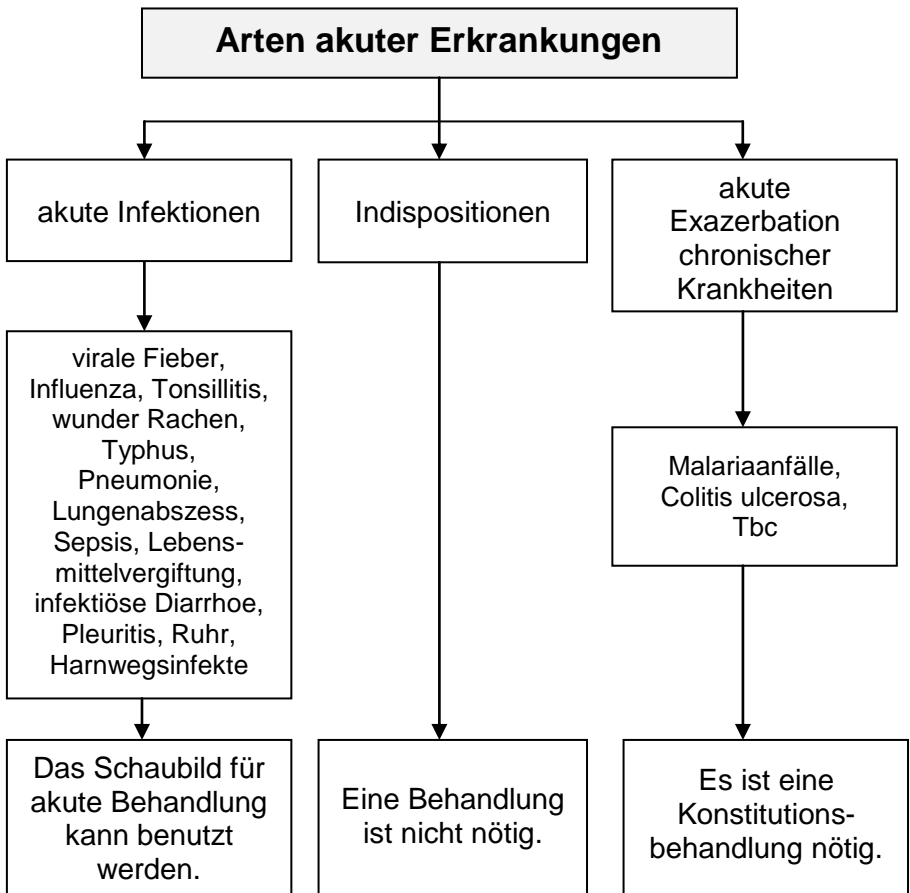 Arten akuter Erkrankungen
akute Infektionen
Indispositionen
akute
Exazerbation
chronischer
Krankheiten
virale Fieber,
Influenza, Tonsillitis,
wunder Rachen,
Typhus,
Pneumonie,
Lungenabszess,
Sepsis, Lebens-
mittelvergiftung,
infektiöse Diarrhoe,
Pleuritis, Ruhr,
Harnwegsinfekte
Malariaanfälle,
Colitis ulcerosa,
Tbc
Das Schaubild für
akute Behandlung
kann benutzt
werden.
Eine Behandlung
ist nicht nötig.
Es ist eine
Konstitutions-
behandlung nötig.